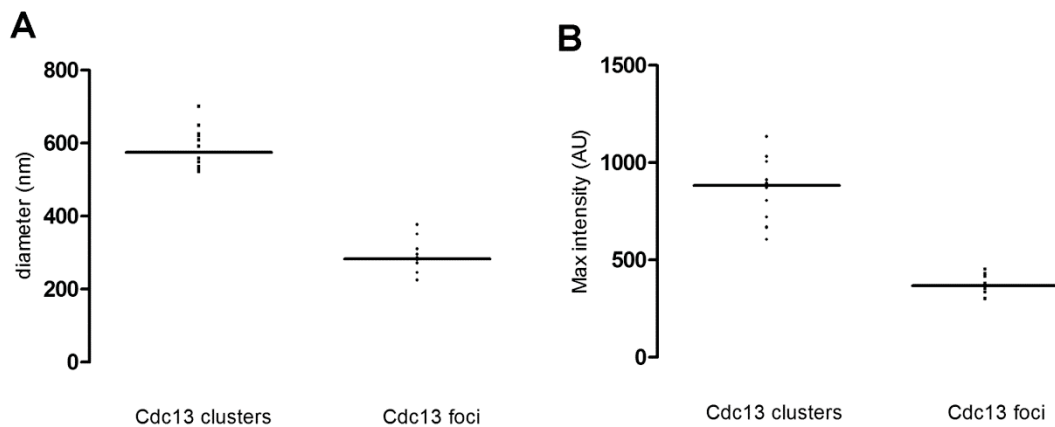 A
diameter (nm)
800
600
400
200
0
Cdc13 clusters
Cdc13 foci
B
Max intensity (AU)
1500
1000
500
0
Cdc13 clusters
Cdc13 foci